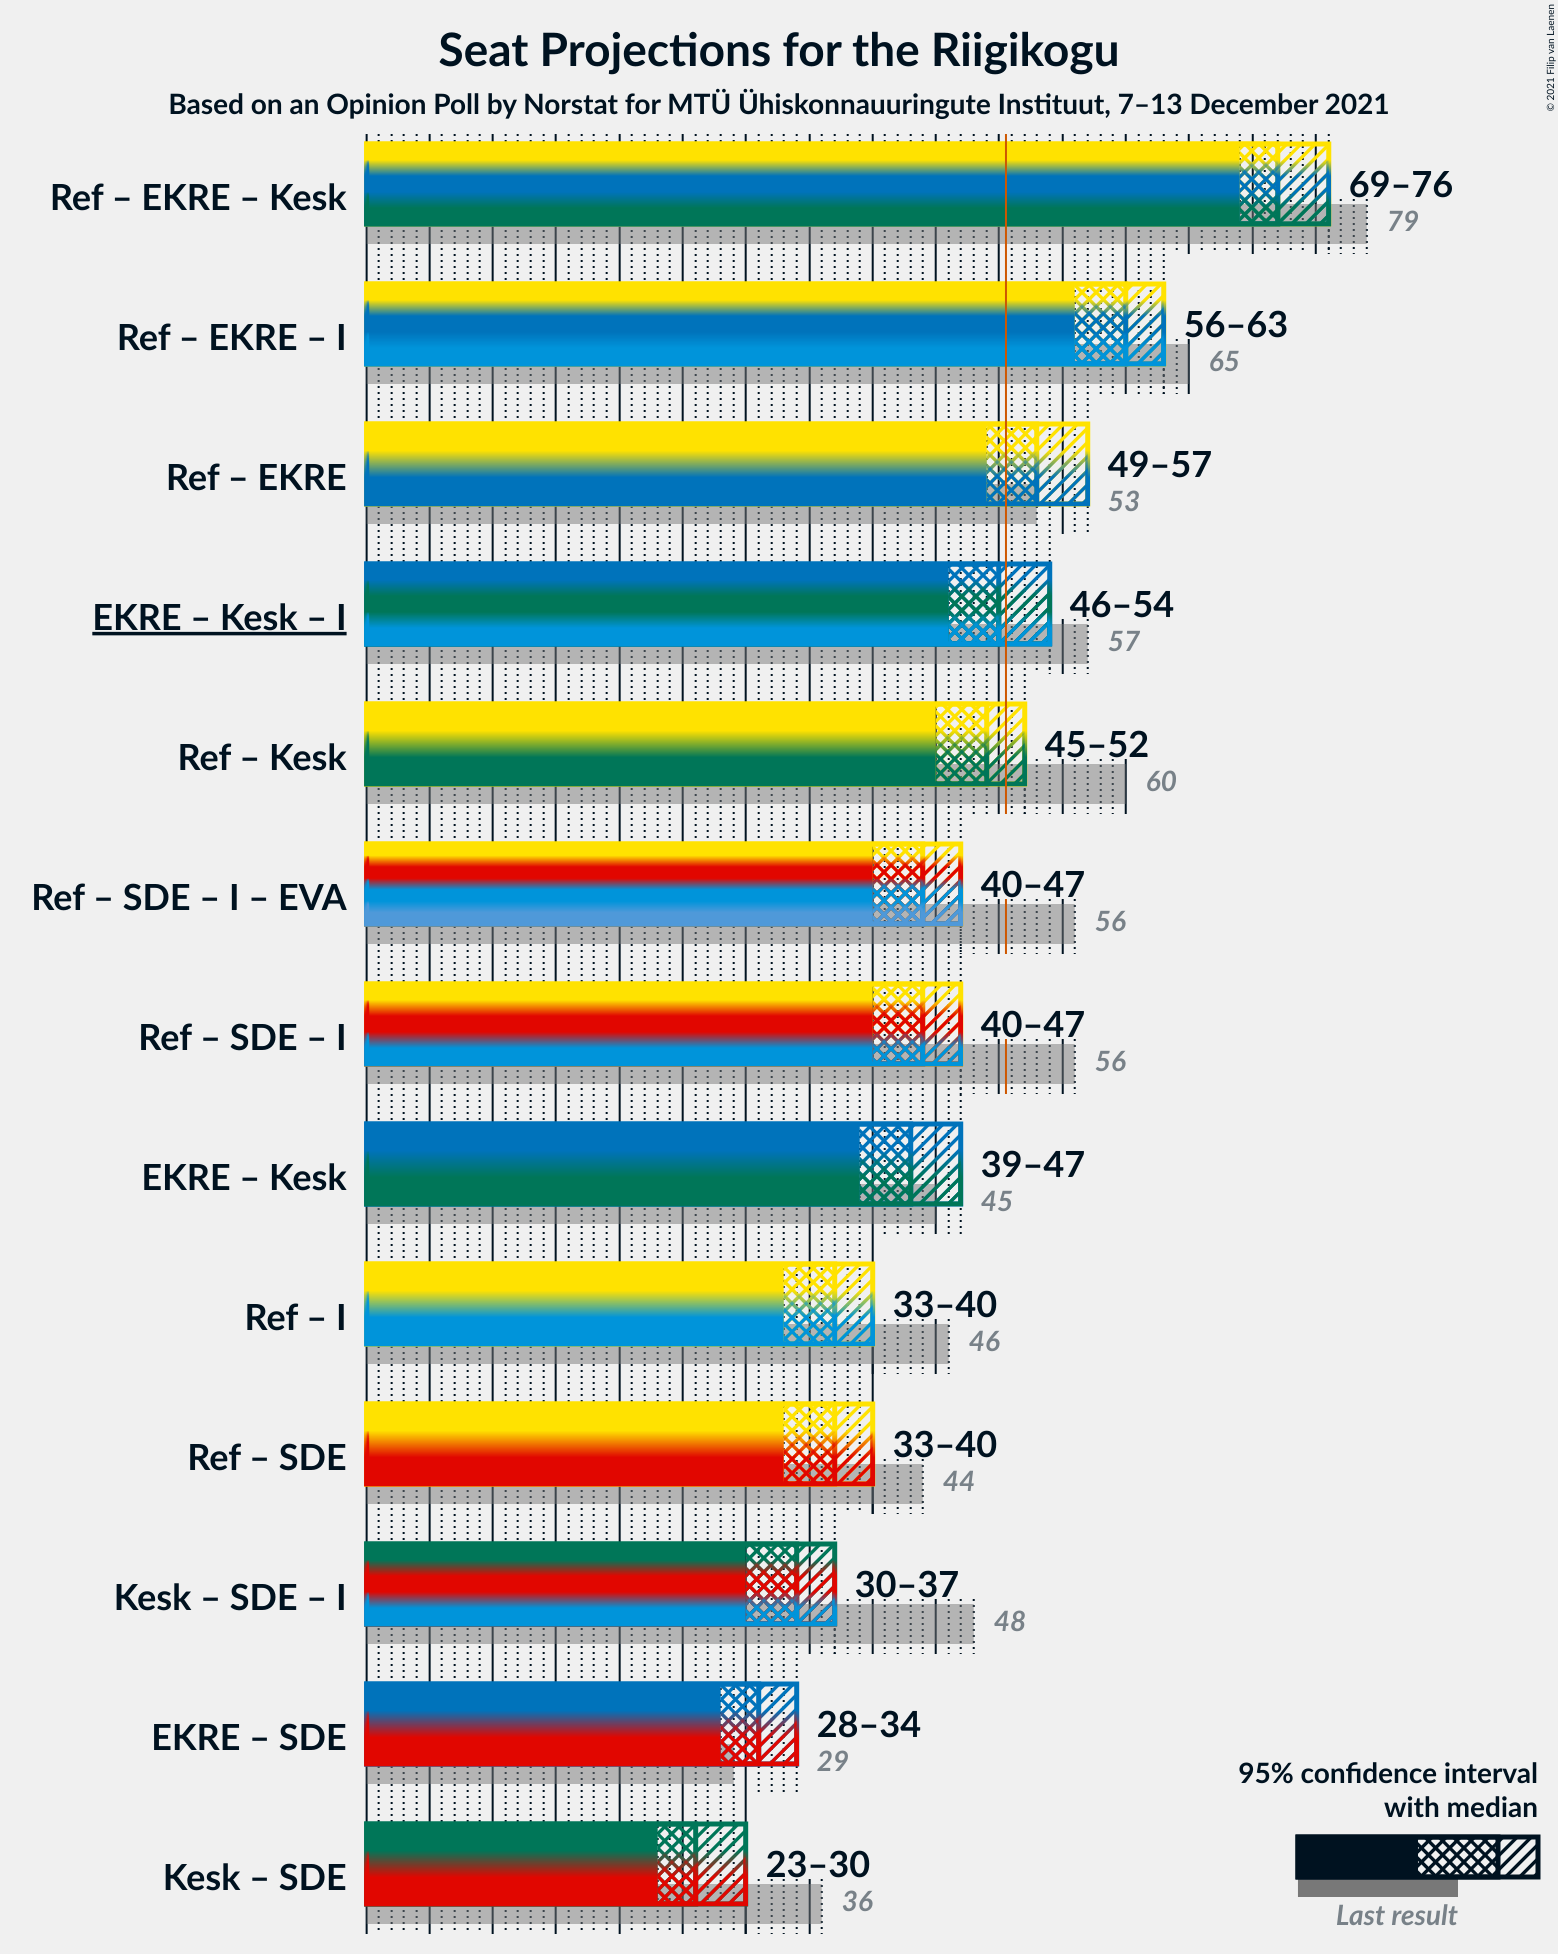 Seat Projections for the Riigikogu
Based on an Opinion Poll by Norstat for MTÜ Ühiskonnauuringute Instituut, 7–13 December 2021
© 2021 Filip van Laenen
Ref – EKRE – Kesk
69–76
79
Ref – EKRE – I
56–63
65
Ref – EKRE
49–57
53
EKRE – Kesk – I
46–54
57
Ref – Kesk
45–52
60
Ref – SDE – I – EVA
40–47
56
Ref – SDE – I
40–47
56
EKRE – Kesk
39–47
45
Ref – I
33–40
46
Ref – SDE
33–40
44
Kesk – SDE – I
30–37
48
EKRE – SDE
28–34
29
Kesk – SDE
23–30
36
95% confidence interval
with median
Last result